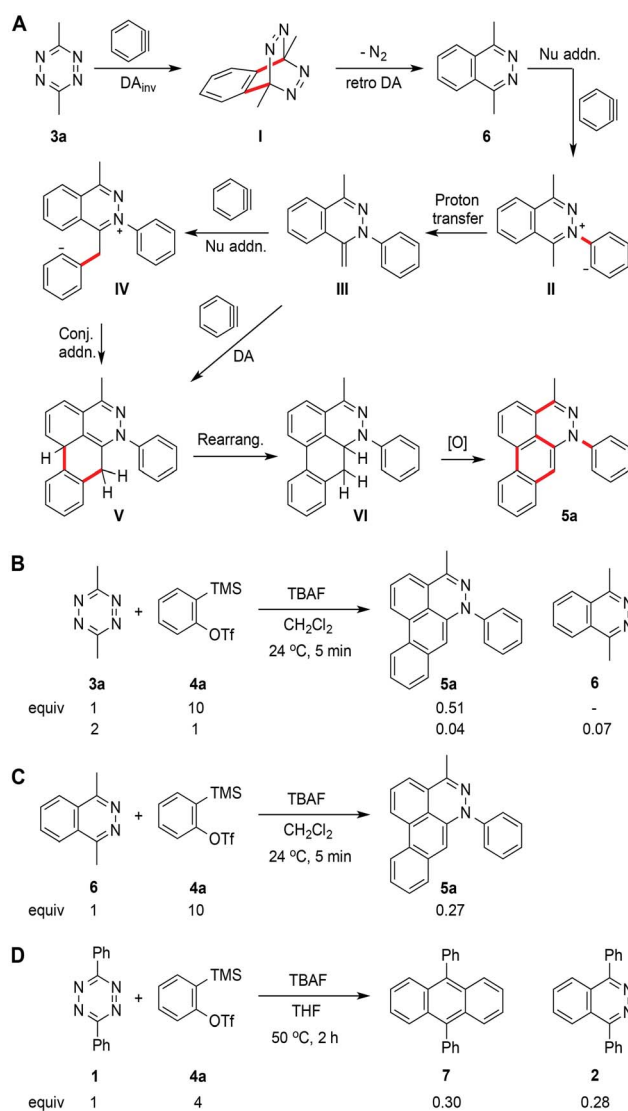 A
N N
N N
3a
DAinv
N
N
N
N
I
- N2
retro DA
N
N
6
Nu addn.
N
N
+
-
IV
Nu addn.
N
N
III
Proton
transfer
N
N
+
-
II
Conj.
addn.
DA
N
N
H
H
H
V
Rearrang.
N
N
H
H
H
VI
[O]
N
N
5a
B
N N
N N
3a
+
TMS
OTf
4a
TBAF
CH2Cl2
24 °C, 5 min
N
N
5a
N
N
6
equiv 1 10 0.51 -
2 1 0.04 0.07
C
N
N
6
+
TMS
OTf
4a
TBAF
CH2Cl2
24 °C, 5 min
N
N
5a
equiv 1 10 0.27
D
Ph
N N
N N
Ph
1
+
TMS
OTf
4a
TBAF
THF
50 °C, 2 h
Ph
Ph
7
Ph
N
N
Ph
2
equiv 1 4 0.30 0.28